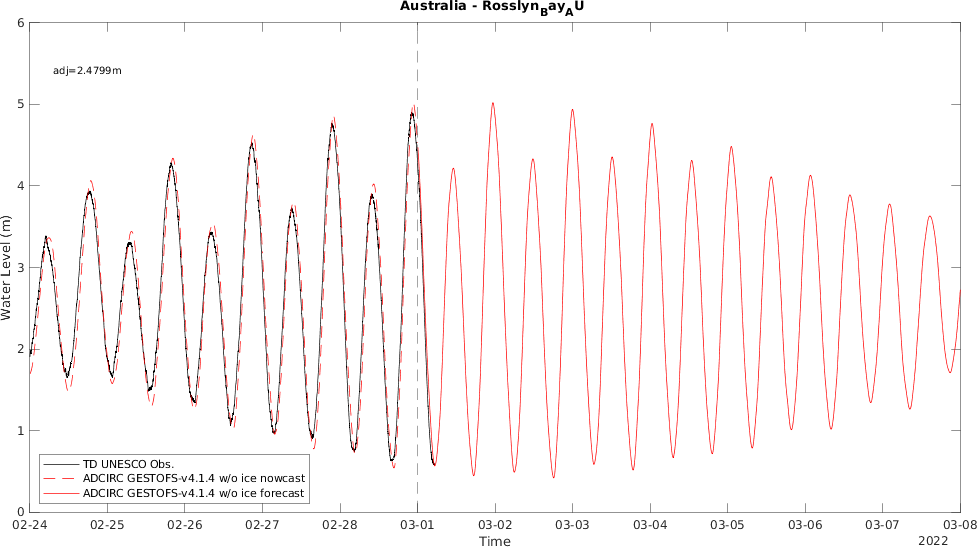 Australia - Rosslyn_Bay_AU
6
adj=2.4799m
5
4
3
2
1
0
Water Level (m)
TD UNESCO Obs.
ADCIRC GESTOFS-v4.1.4 w/o ice nowcast
ADCIRC GESTOFS-v4.1.4 w/o ice forecast
02-24 02-25 02-26 02-27 02-28 03-01 03-02 03-03 03-04 03-05 03-06 03-07 03-08
Time
2022